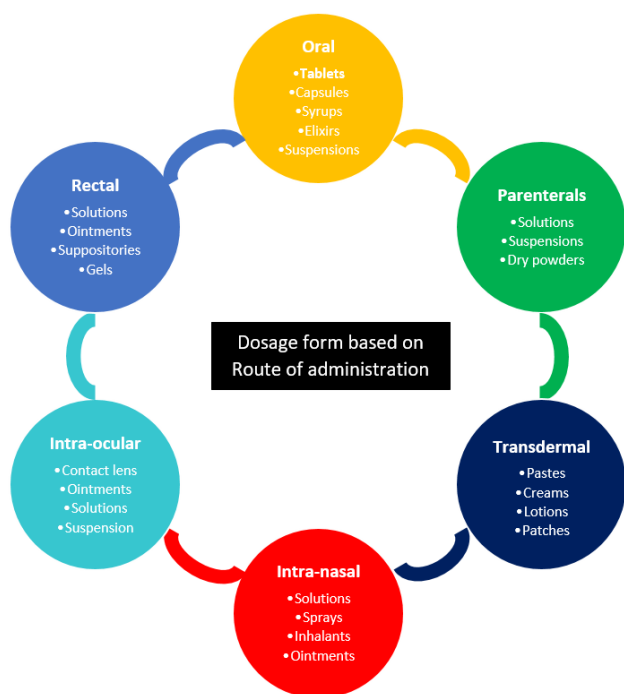 Oral
•Tablets
•Capsules
•Syrups
•Elixirs
•Suspensions
Parenterals
•Solutions
•Suspensions
•Dry powders
Transdermal
•Pastes
•Creams
•Lotions
•Patches
Intra-nasal
•Solutions
•Sprays
•Inhalants
•Ointments
Intra-ocular
•Contact lens
•Ointments
•Solutions
•Suspension
Rectal
•Solutions
•Ointments
•Suppositories
•Gels
Dosage form based on
Route of administration